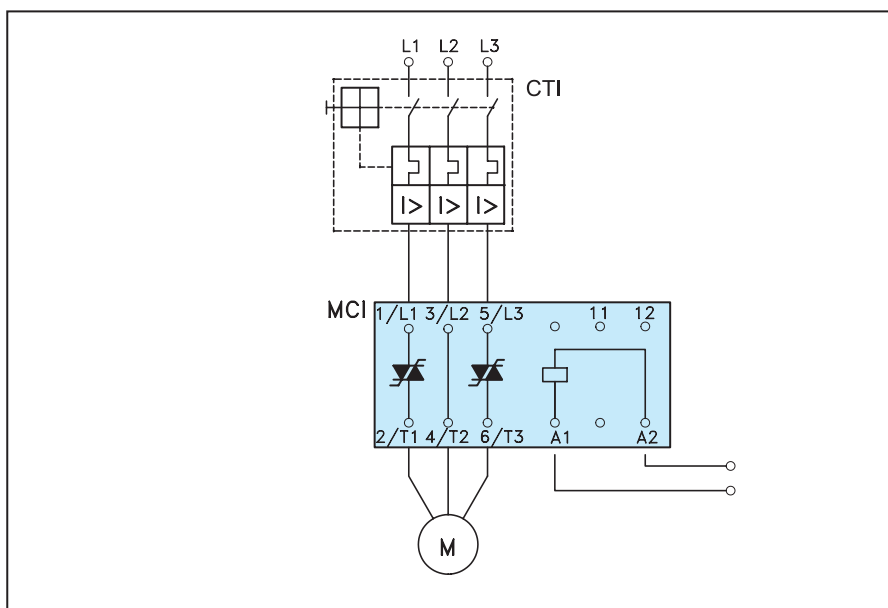 L1 L2 L3
CTI
I> I> I>
MCI
1/L1 3/L2 5/L3 11 12
2/T1 4/T2 6/T3 A1 A2
M